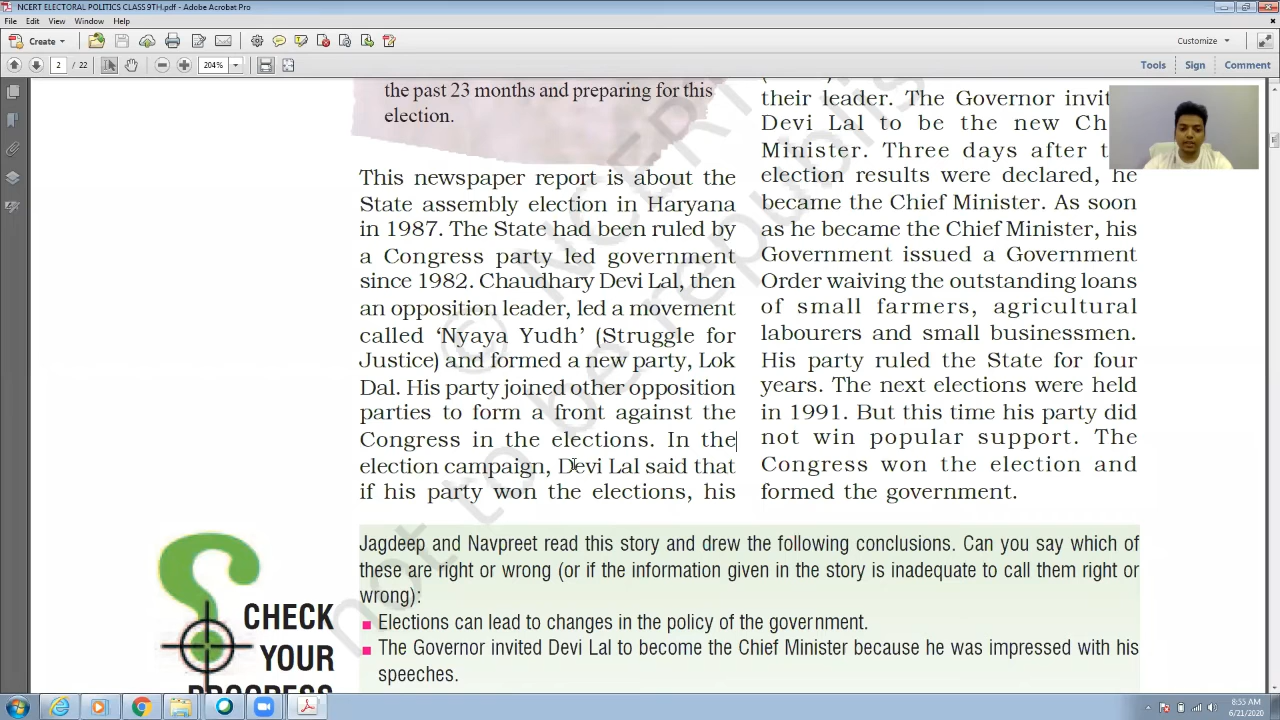 NCERT ELECTORAL POLITICS CLASS 9TH.pdf - Adobe Acrobat Pro
File Edit View Window Help
Create
Customize
2 / 22
204%
Tools Sign Comment
the past 23 months and preparing for this
election.
This newspaper report is about the
State assembly election in Haryana
in 1987. The State had been ruled by
a Congress party led government
since 1982. Chaudhary Devi Lal, then
an opposition leader, led a movement
called ‘Nyaya Yudh’ (Struggle for
Justice) and formed a new party, Lok
Dal. His party joined other opposition
parties to form a front against the
Congress in the elections. In the
election campaign, Devi Lal said that
if his party won the elections, his
their leader. The Governor invit
Devi Lal to be the new Ch
Minister. Three days after t
election results were declared, he
became the Chief Minister. As soon
as he became the Chief Minister, his
Government issued a Government
Order waiving the outstanding loans
of small farmers, agricultural
labourers and small businessmen.
His party ruled the State for four
years. The next elections were held
in 1991. But this time his party did
not win popular support. The
Congress won the election and
formed the government.
© NCERT
not to be republis
CHECK
YOUR
PROGRESS
Jagdeep and Navpreet read this story and drew the following conclusions. Can you say which of
these are right or wrong (or if the information given in the story is inadequate to call them right or
wrong):
Elections can lead to changes in the policy of the government.
The Governor invited Devi Lal to become the Chief Minister because he was impressed with his
speeches.
8:35 AM
6/21/2020